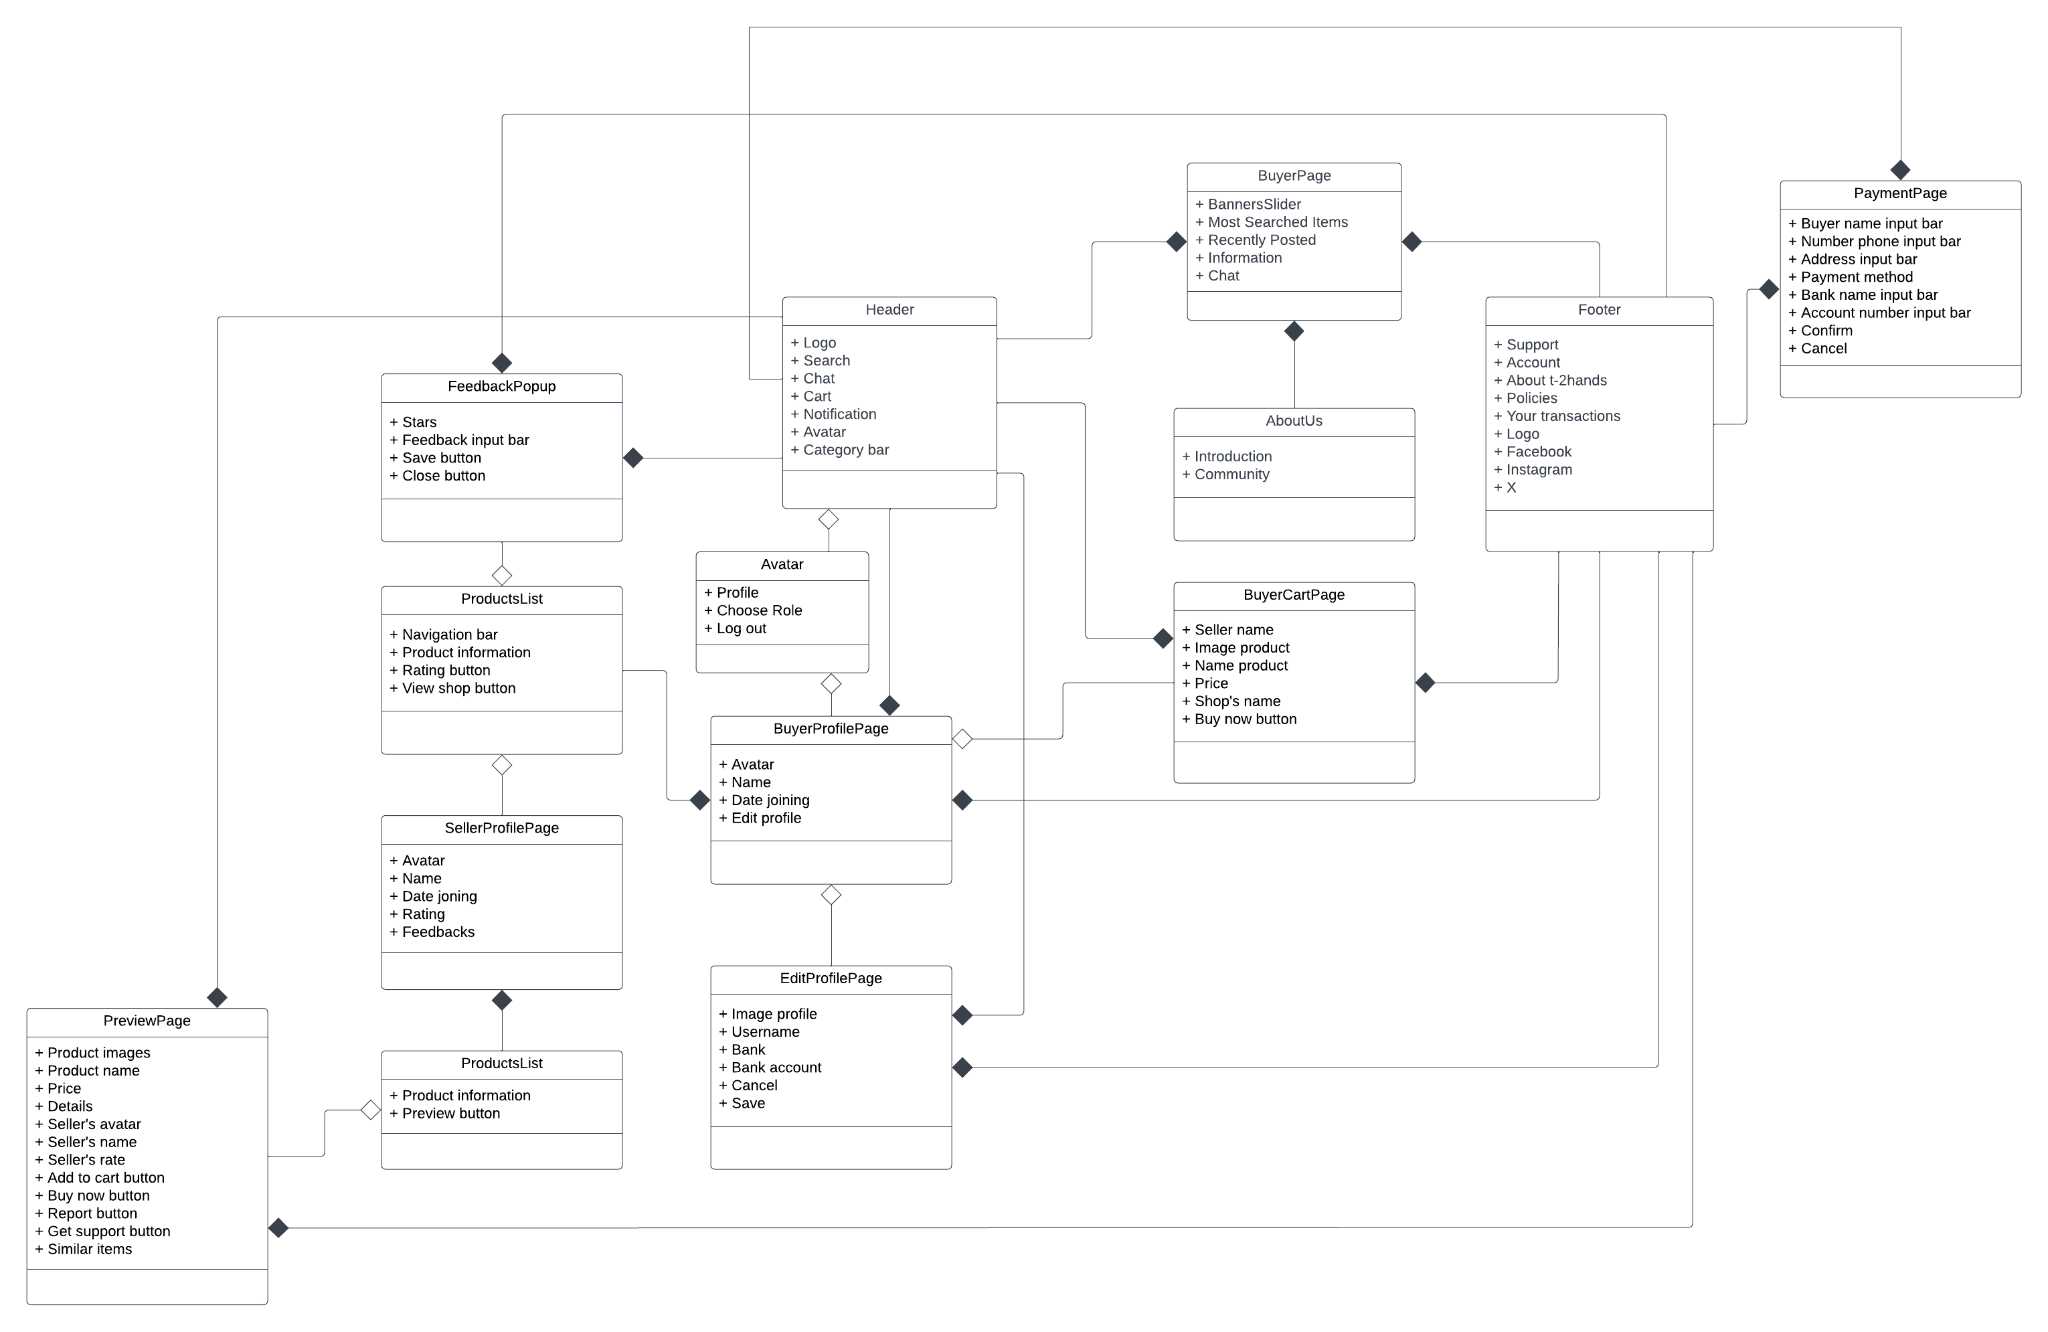 BuyerPage
+ BannersSlider
+ Most Searched Items
+ Recently Posted
+ Information
+ Chat
PaymentPage
+ Buyer name input bar
+ Number phone input bar
+ Address input bar
+ Payment method
+ Bank name input bar
+ Account number input bar
+ Confirm
+ Cancel
Header
+ Logo
+ Search
+ Chat
+ Cart
+ Notification
+ Avatar
+ Category bar
Footer
+ Support
+ Account
+ About t-2hands
+ Policies
+ Your transactions
+ Logo
+ Facebook
+ Instagram
+ X
FeedbackPopup
+ Stars
+ Feedback input bar
+ Save button
+ Close button
AboutUs
+ Introduction
+ Community
Avatar
+ Profile
+ Choose Role
+ Log out
ProductsList
+ Navigation bar
+ Product information
+ Rating button
+ View shop button
BuyerCartPage
+ Seller name
+ Image product
+ Name product
+ Price
+ Shop's name
+ Buy now button
BuyerProfilePage
+ Avatar
+ Name
+ Date joining
+ Edit profile
SellerProfilePage
+ Avatar
+ Name
+ Date joning
+ Rating
+ Feedbacks
EditProfilePage
+ Image profile
+ Username
+ Bank
+ Bank account
+ Cancel
+ Save
PreviewPage
+ Product images
+ Product name
+ Price
+ Details
+ Seller's avatar
+ Seller's name
+ Seller's rate
+ Add to cart button
+ Buy now button
+ Report button
+ Get support button
+ Similar items
ProductsList
+ Product information
+ Preview button